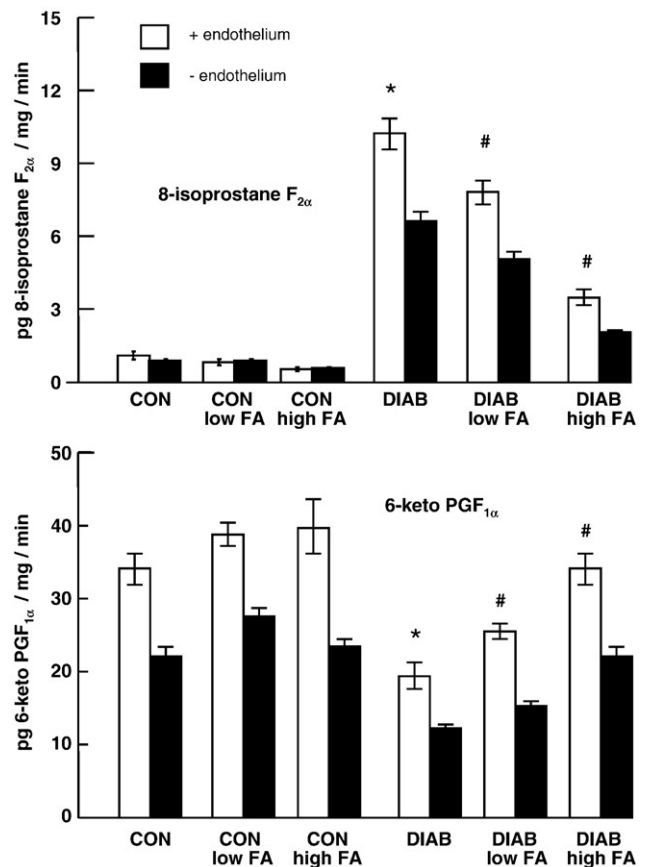 15
12
9
6
3
0
pg 8-isoprostane F2α / mg / min
+ endothelium
- endothelium
8-isoprostane F2α
*
#
#
CON
CON
low FA
CON
high FA
DIAB
DIAB
low FA
DIAB
high FA
50
40
30
20
10
0
pg 6-keto PGF1α / mg / min
6-keto PGF1α
*
#
#
CON
CON
low FA
CON
high FA
DIAB
DIAB
low FA
DIAB
high FA